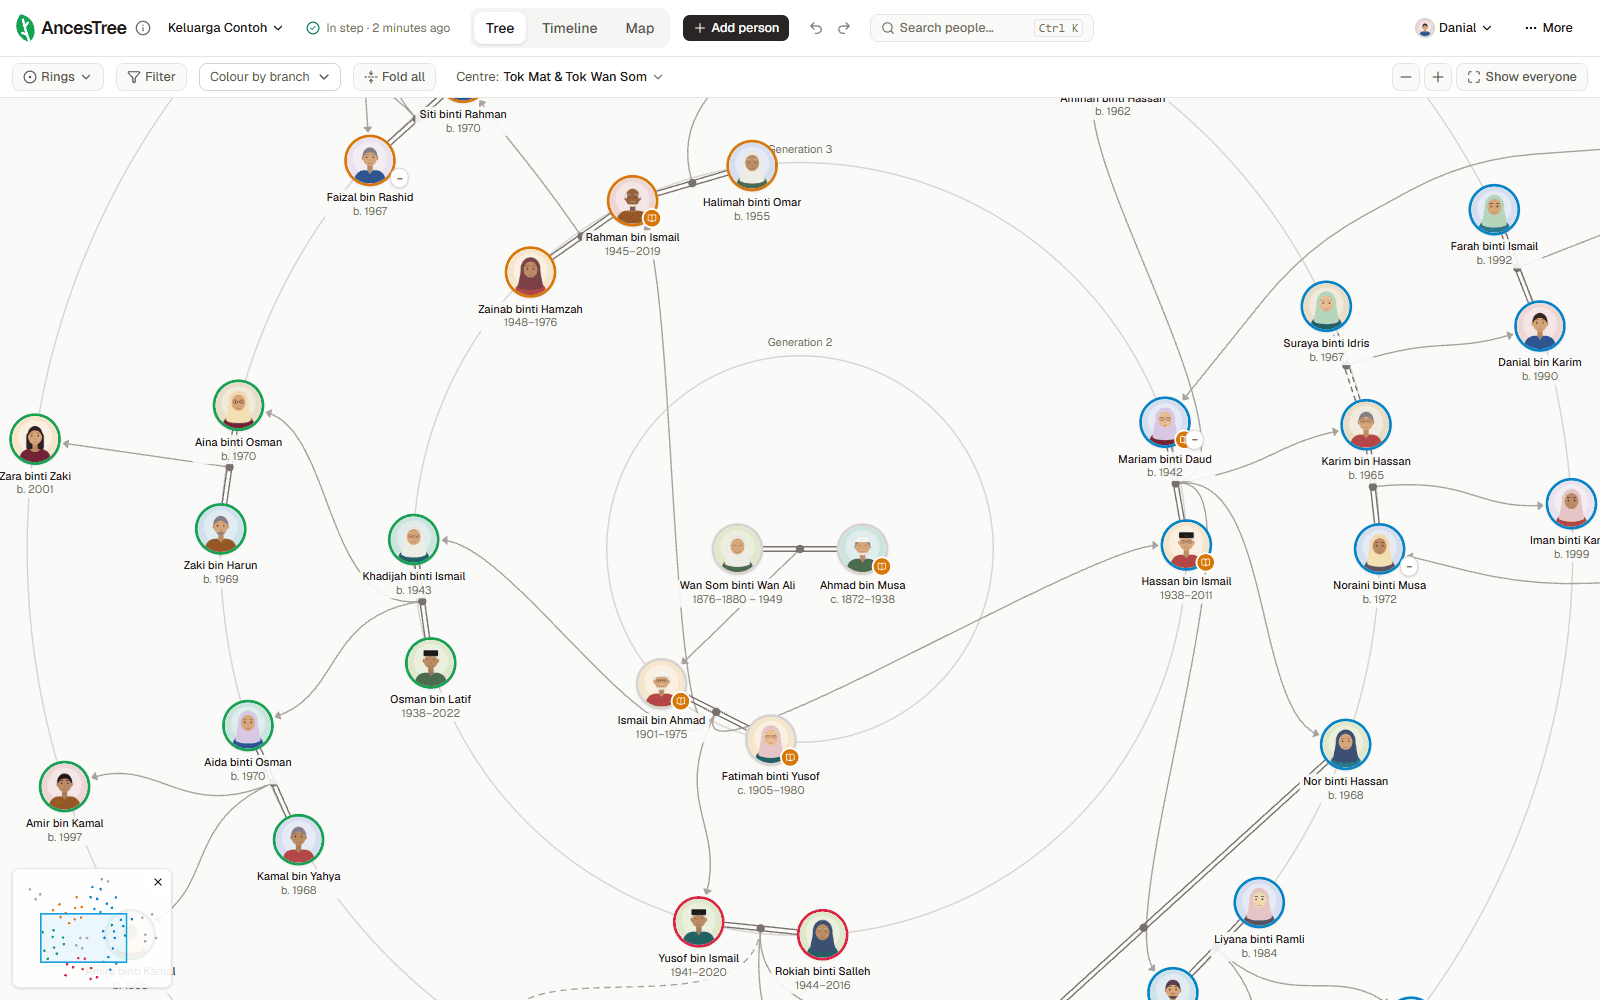 AncesTree
Keluarga Contoh
In step · 2 minutes ago
Tree
Timeline
Map
Add person
Search people...
Ctrl K
Danial
More
Rings
Filter
Colour by branch
Fold all
Centre: Tok Mat & Tok Wan Som
Show everyone
Siti binti Rahman
b. 1970
Aminah binti Hassan
b. 1962
Generation 3
Faizal bin Rashid
b. 1967
Halimah binti Omar
b. 1955
Rahman bin Ismail
1945–2019
Farah binti Ismail
b. 1992
Zainab binti Hamzah
1948–1976
Generation 2
Suraya binti Idris
b. 1967
Danial bin Karim
b. 1990
Aina binti Osman
b. 1970
Zara binti Zaki
b. 2001
Mariam binti Daud
b. 1942
Karim bin Hassan
b. 1965
Zaki bin Harun
b. 1969
Khadijah binti Ismail
b. 1943
Wan Som binti Wan Ali
1876–1880 – 1949
Ahmad bin Musa
c. 1872–1938
Hassan bin Ismail
1938–2011
Noraini binti Musa
b. 1972
Iman binti Kar
b. 1999
Osman bin Latif
1938–2022
Ismail bin Ahmad
1901–1975
Fatimah binti Yusof
c. 1905–1980
Aida binti Osman
b. 1970
Nor binti Hassan
b. 1968
Amir bin Kamal
b. 1997
Kamal bin Yahya
b. 1968
Liyana binti Ramli
b. 1984
Yusof bin Ismail
1941–2020
Rokiah binti Salleh
1944–2016
binti Kamal